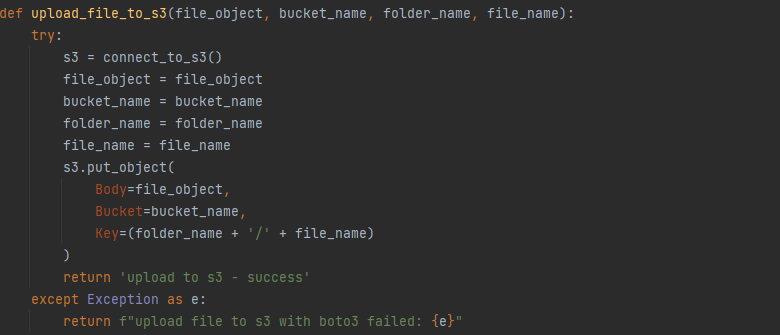 def upload_file_to_s3(file_object, bucket_name, folder_name, file_name):
    try:
        s3 = connect_to_s3()
        file_object = file_object
        bucket_name = bucket_name
        folder_name = folder_name
        file_name = file_name
        s3.put_object(
            Body=file_object,
            Bucket=bucket_name,
            Key=(folder_name + '/' + file_name)
        )
        return 'upload to s3 - success'
    except Exception as e:
        return f"upload file to s3 with boto3 failed: {e}"